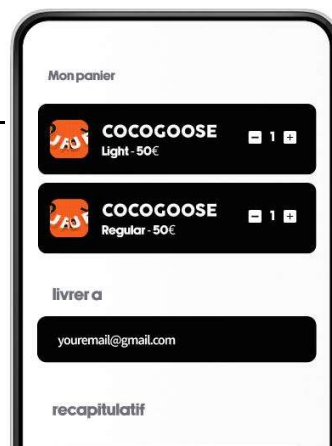 Mon panier
COCOGOOSE
Light - 50€
1
COCOGOOSE
Regular - 50€
1
livrer a
youremail@gmail.com
recapitulatif